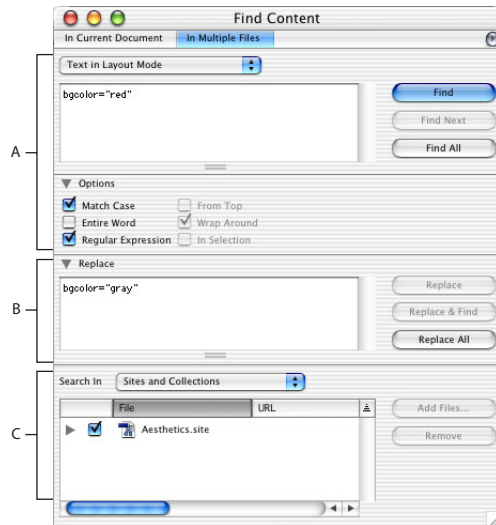 Find Content
In Current Document In Multiple Files
Text in Layout Mode
bgcolor="red"
Find
Find Next
Find All
A
Options
Match Case From Top
Entire Word Wrap Around
Regular Expression In Selection
Replace
B
bgcolor="gray"
Replace
Replace & Find
Replace All
Search In Sites and Collections
File URL
Add Files...
C
Aesthetics.site
Remove